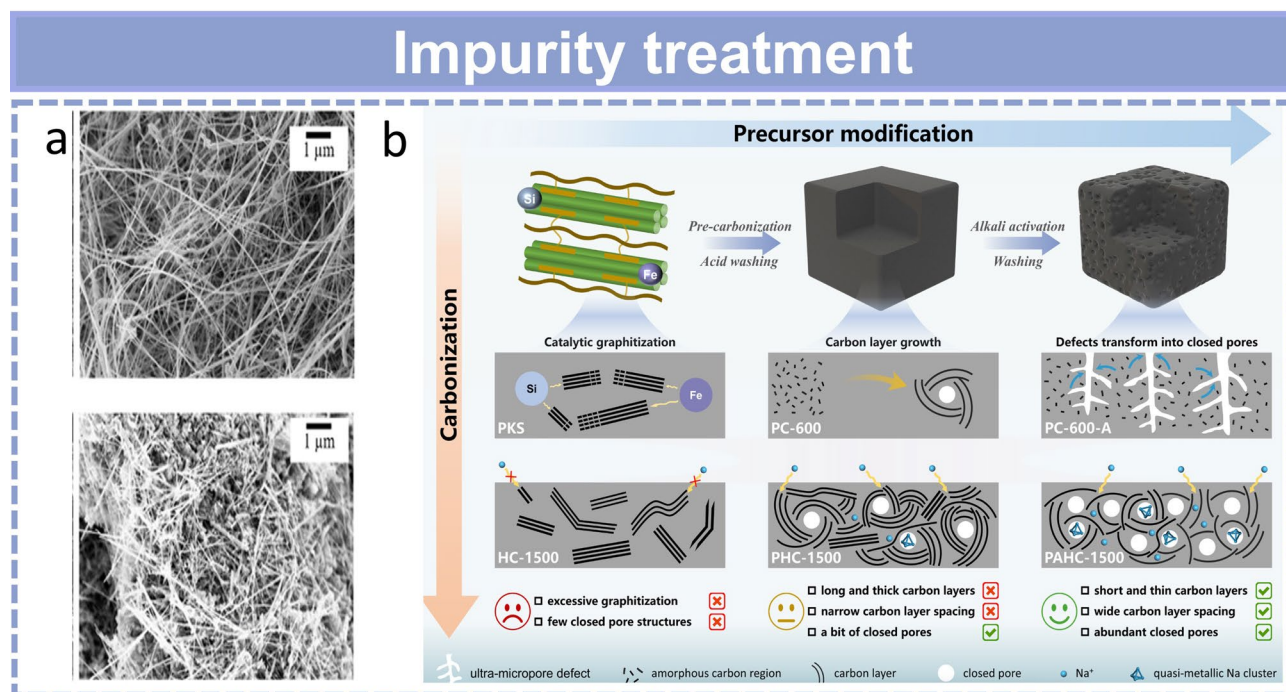 Impurity treatment
a
1 μm
1 μm
b
Precursor modification
Carbonization
Si
Fe
Pre-carbonization
Acid washing
Alkali activation
Washing
Catalytic graphitization
Carbon layer growth
Defects transform into closed pores
Si
Fe
PKS
PC-600
PC-600-A
HC-1500
PHC-1500
PAHC-1500
excessive graphitization
few closed pore structures
long and thick carbon layers
narrow carbon layer spacing
a bit of closed pores
short and thin carbon layers
wide carbon layer spacing
abundant closed pores
ultra-micropore defect
amorphous carbon region
carbon layer
closed pore
Na⁺
quasi-metallic Na cluster